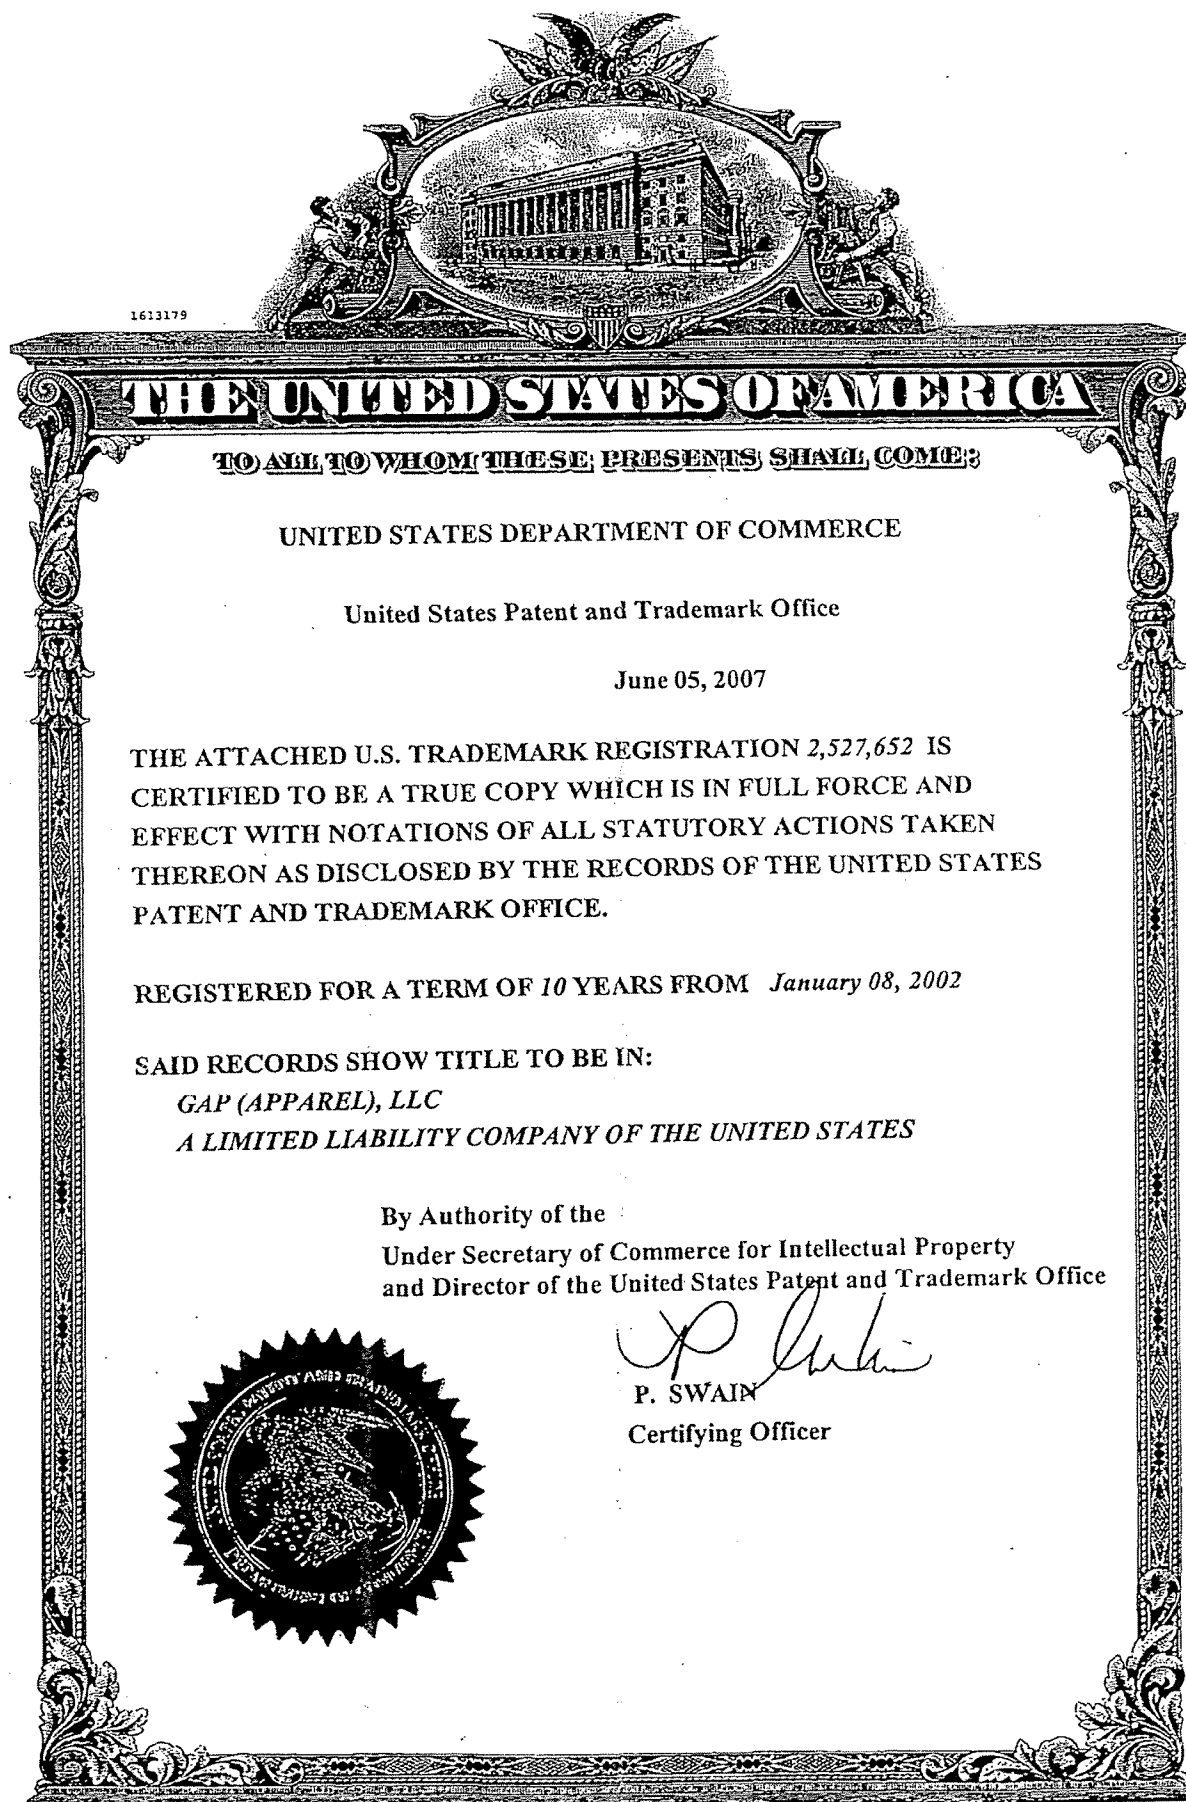 1613179
THE UNITED STATES OF AMERICA
TO ALL TO WHOM THESE PRESENTS SHALL COME:
UNITED STATES DEPARTMENT OF COMMERCE
United States Patent and Trademark Office
June 05, 2007
THE ATTACHED U.S. TRADEMARK REGISTRATION 2,527,652 IS
CERTIFIED TO BE A TRUE COPY WHICH IS IN FULL FORCE AND
EFFECT WITH NOTATIONS OF ALL STATUTORY ACTIONS TAKEN
THEREON AS DISCLOSED BY THE RECORDS OF THE UNITED STATES
PATENT AND TRADEMARK OFFICE.
REGISTERED FOR A TERM OF 10 YEARS FROM January 08, 2002
SAID RECORDS SHOW TITLE TO BE IN:
GAP (APPAREL), LLC
A LIMITED LIABILITY COMPANY OF THE UNITED STATES
By Authority of the
Under Secretary of Commerce for Intellectual Property
and Director of the United States Patent and Trademark Office
P. SWAIN
Certifying Officer